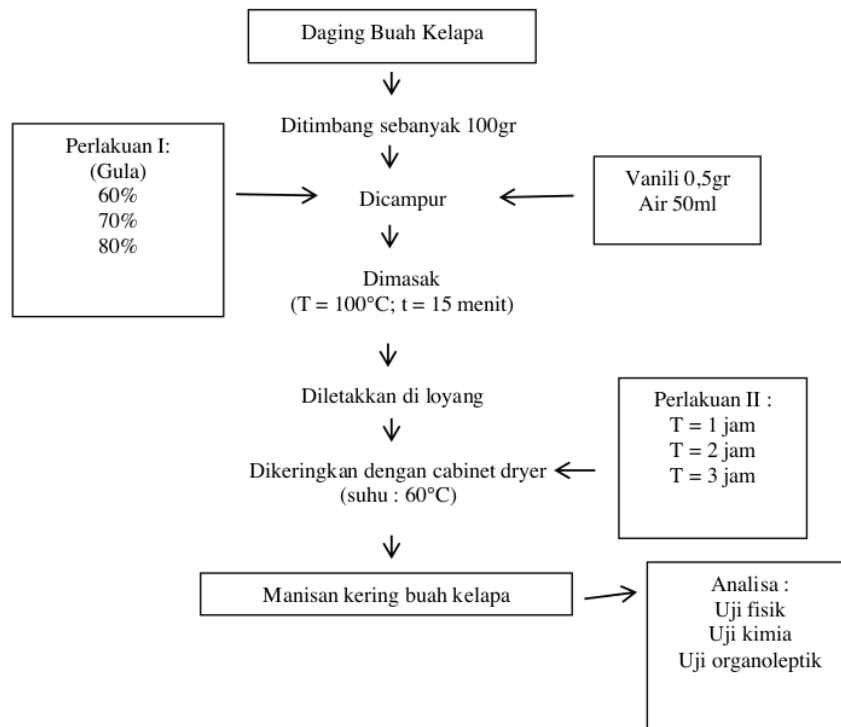 Daging Buah Kelapa
Ditimbang sebanyak 100gr
Perlakuan I:
(Gula)
60%
70%
80%
Dicampur
Vanili 0,5gr
Air 50ml
Dimasak
(T = 100°C; t = 15 menit)
Diletakkan di loyang
Perlakuan II :
T = 1 jam
T = 2 jam
T = 3 jam
Dikeringkan dengan cabinet dryer
(suhu : 60°C)
Manisan kering buah kelapa
Analisa :
Uji fisik
Uji kimia
Uji organoleptik